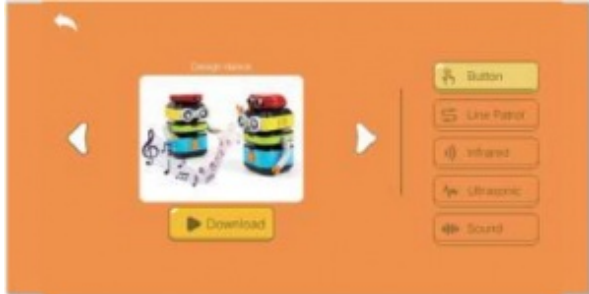 Design dance
Download
Button
Line Patrol
Infrared
Ultrasonic
Sound